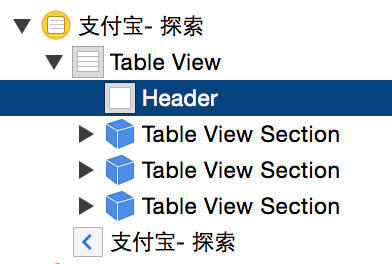 支付宝- 探索
Table View
Header
Table View Section
Table View Section
Table View Section
支付宝- 探索